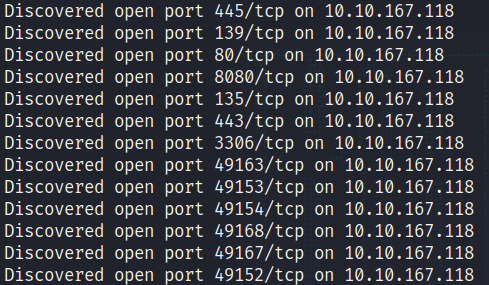 Discovered open port 445/tcp on 10.10.167.118
Discovered open port 139/tcp on 10.10.167.118
Discovered open port 80/tcp on 10.10.167.118
Discovered open port 8080/tcp on 10.10.167.118
Discovered open port 135/tcp on 10.10.167.118
Discovered open port 443/tcp on 10.10.167.118
Discovered open port 3306/tcp on 10.10.167.118
Discovered open port 49163/tcp on 10.10.167.118
Discovered open port 49153/tcp on 10.10.167.118
Discovered open port 49154/tcp on 10.10.167.118
Discovered open port 49168/tcp on 10.10.167.118
Discovered open port 49167/tcp on 10.10.167.118
Discovered open port 49152/tcp on 10.10.167.118